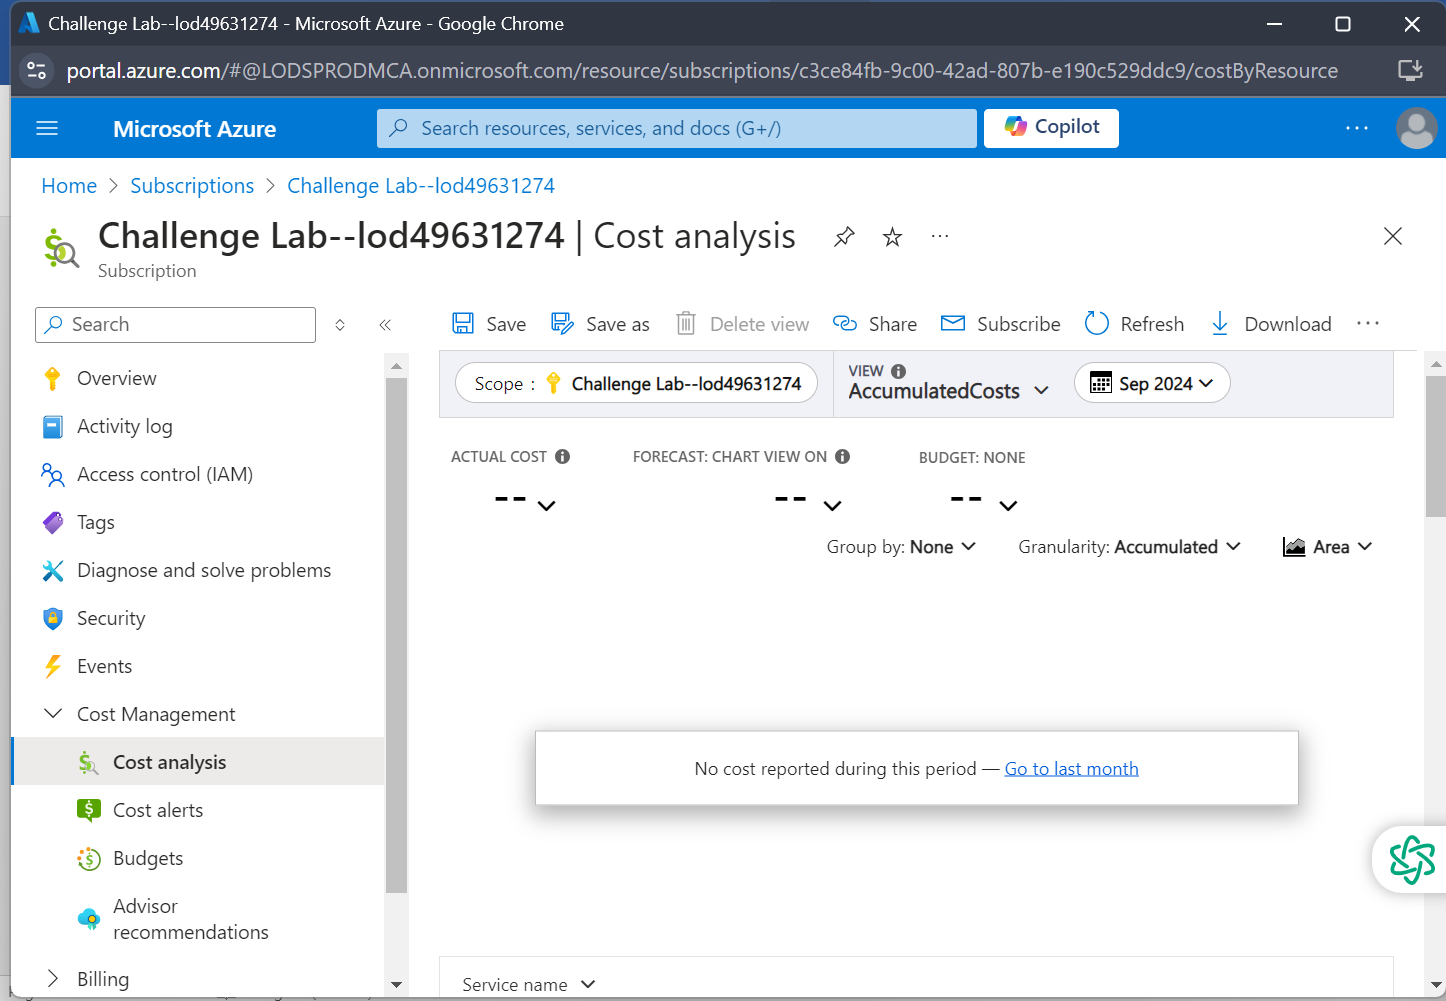 Challenge Lab--lod49631274 - Microsoft Azure - Google Chrome
portal.azure.com/#@LODSPRODMCA.onmicrosoft.com/resource/subscriptions/c3ce84fb-9c00-42ad-807b-e190c529ddc9/costByResource
Microsoft Azure
Search resources, services, and docs (G+/)
Copilot
Home > Subscriptions > Challenge Lab--lod49631274
Challenge Lab--lod49631274 | Cost analysis
Subscription
Search
Save
Save as
Delete view
Share
Subscribe
Refresh
Download
Overview
Activity log
Access control (IAM)
Tags
Diagnose and solve problems
Security
Events
Cost Management
Cost analysis
Cost alerts
Budgets
Advisor
recommendations
Billing
Scope : Challenge Lab--lod49631274
VIEW
AccumulatedCosts
Sep 2024
ACTUAL COST
--
FORECAST: CHART VIEW ON
--
BUDGET: NONE
--
Group by: None
Granularity: Accumulated
Area
No cost reported during this period — Go to last month
Service name